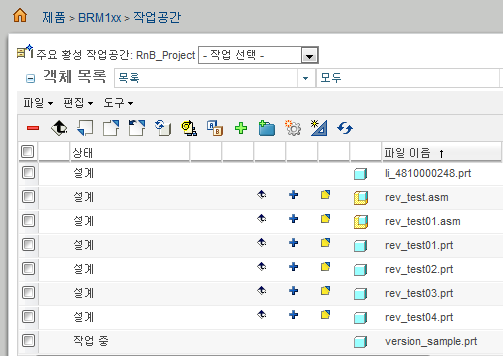 제품 > BRM1xx > 작업공간
주요 활성 작업공간: RnB_Project - 작업 선택 -
객체 목록 목록 모두
파일 편집 도구
상태 파일 이름 ↑
설계 li_4810000248.prt
설계 rev_test.asm
설계 rev_test01.asm
설계 rev_test01.prt
설계 rev_test02.prt
설계 rev_test03.prt
설계 rev_test04.prt
작업 중 version_sample.prt